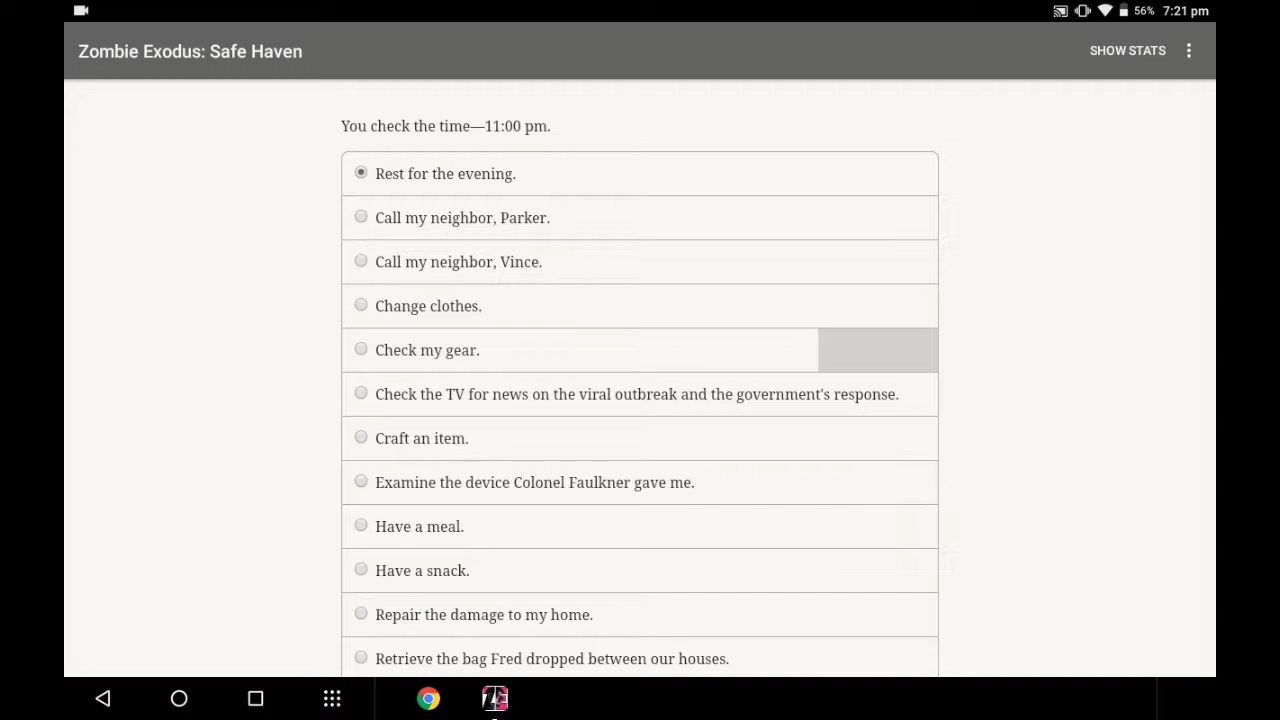 56% 7:21 pm
Zombie Exodus: Safe Haven SHOW STATS
You check the time—11:00 pm.
Rest for the evening.
Call my neighbor, Parker.
Call my neighbor, Vince.
Change clothes.
Check my gear.
Check the TV for news on the viral outbreak and the government's response.
Craft an item.
Examine the device Colonel Faulkner gave me.
Have a meal.
Have a snack.
Repair the damage to my home.
Retrieve the bag Fred dropped between our houses.
ZE